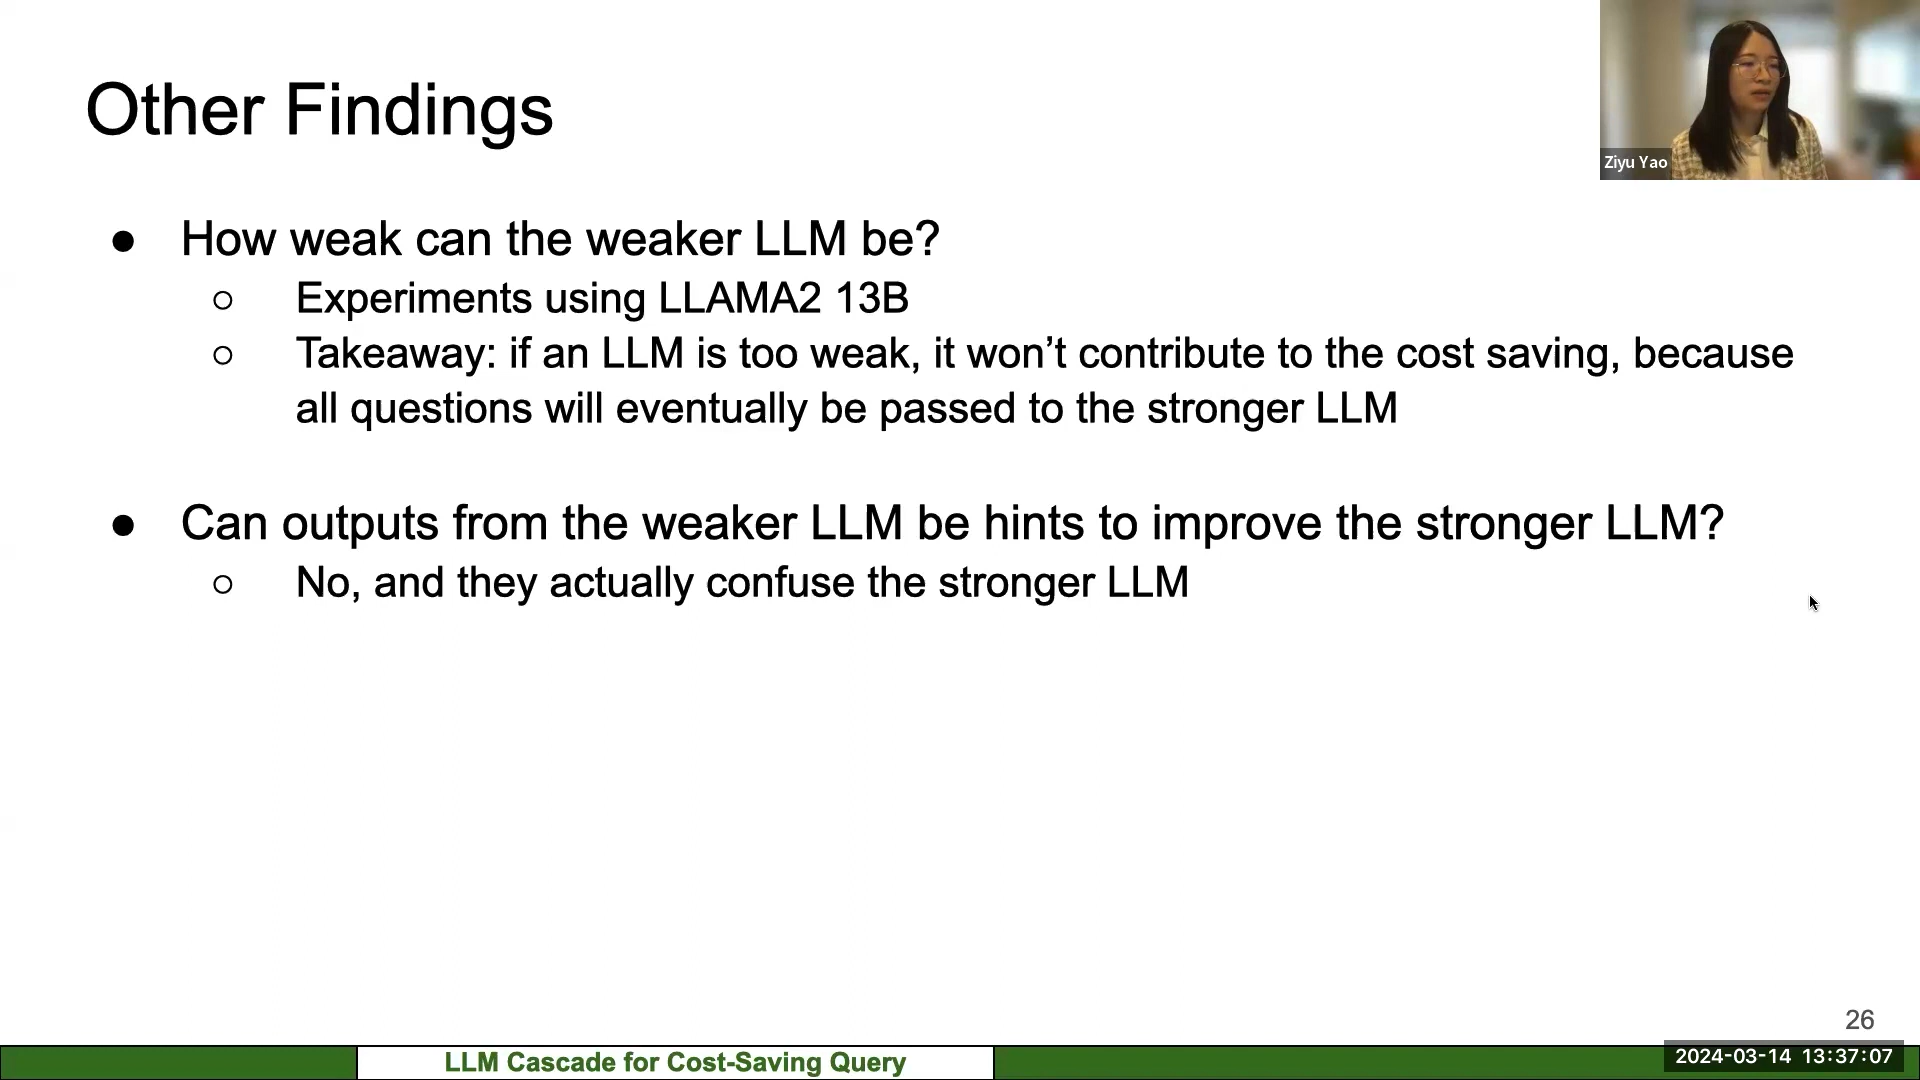 Other Findings
Ziyu Yao
● How weak can the weaker LLM be?
○ Experiments using LLAMA2 13B
○ Takeaway: if an LLM is too weak, it won’t contribute to the cost saving, because
all questions will eventually be passed to the stronger LLM
● Can outputs from the weaker LLM be hints to improve the stronger LLM?
○ No, and they actually confuse the stronger LLM
26
LLM Cascade for Cost-Saving Query
2024-03-14 13:37:07